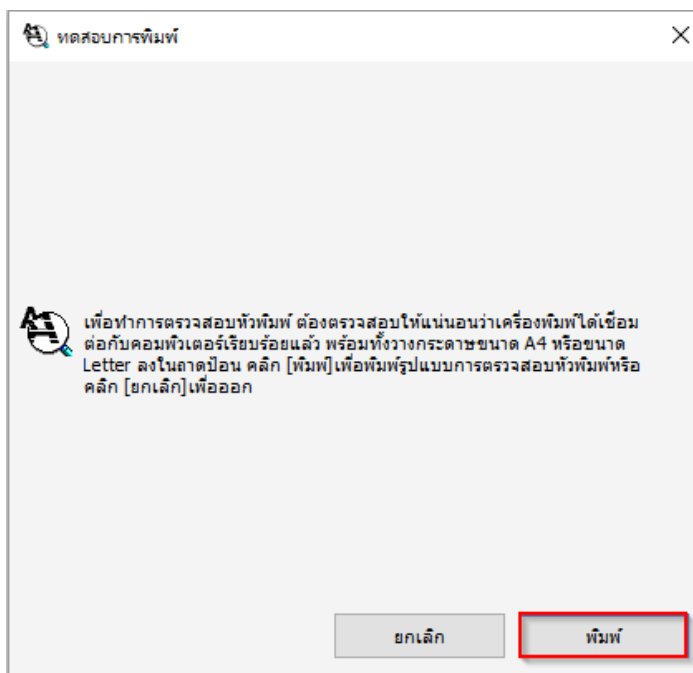 ทดสอบการพิมพ์
เพื่อทำการตรวจสอบหัวพิมพ์ ต้องตรวจสอบให้แน่นอนว่าเครื่องพิมพ์ได้เชื่อม
ต่อกับคอมพิวเตอร์เรียบร้อยแล้ว พร้อมทั้งวางกระดาษขนาด A4 หรือขนาด
Letter ลงในถาดป้อน คลิก [พิมพ์]เพื่อพิมพ์รูปแบบการตรวจสอบหัวพิมพ์หรือ
คลิก [ยกเลิก]เพื่อออก
ยกเลิก
พิมพ์